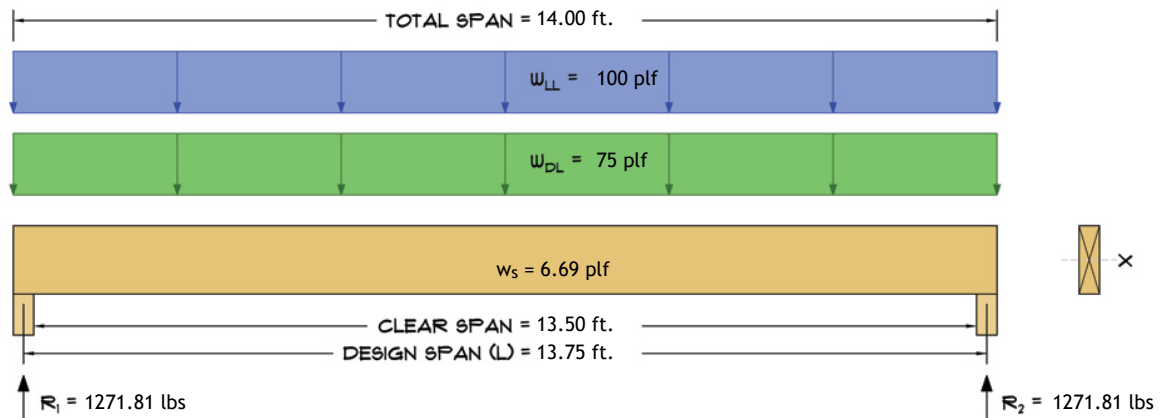 TOTAL SPAN = 14.00 ft.
wLL = 100 plf
wDL = 75 plf
ws = 6.69 plf
X
CLEAR SPAN = 13.50 ft.
DESIGN SPAN (L) = 13.75 ft.
R1 = 1271.81 lbs
R2 = 1271.81 lbs